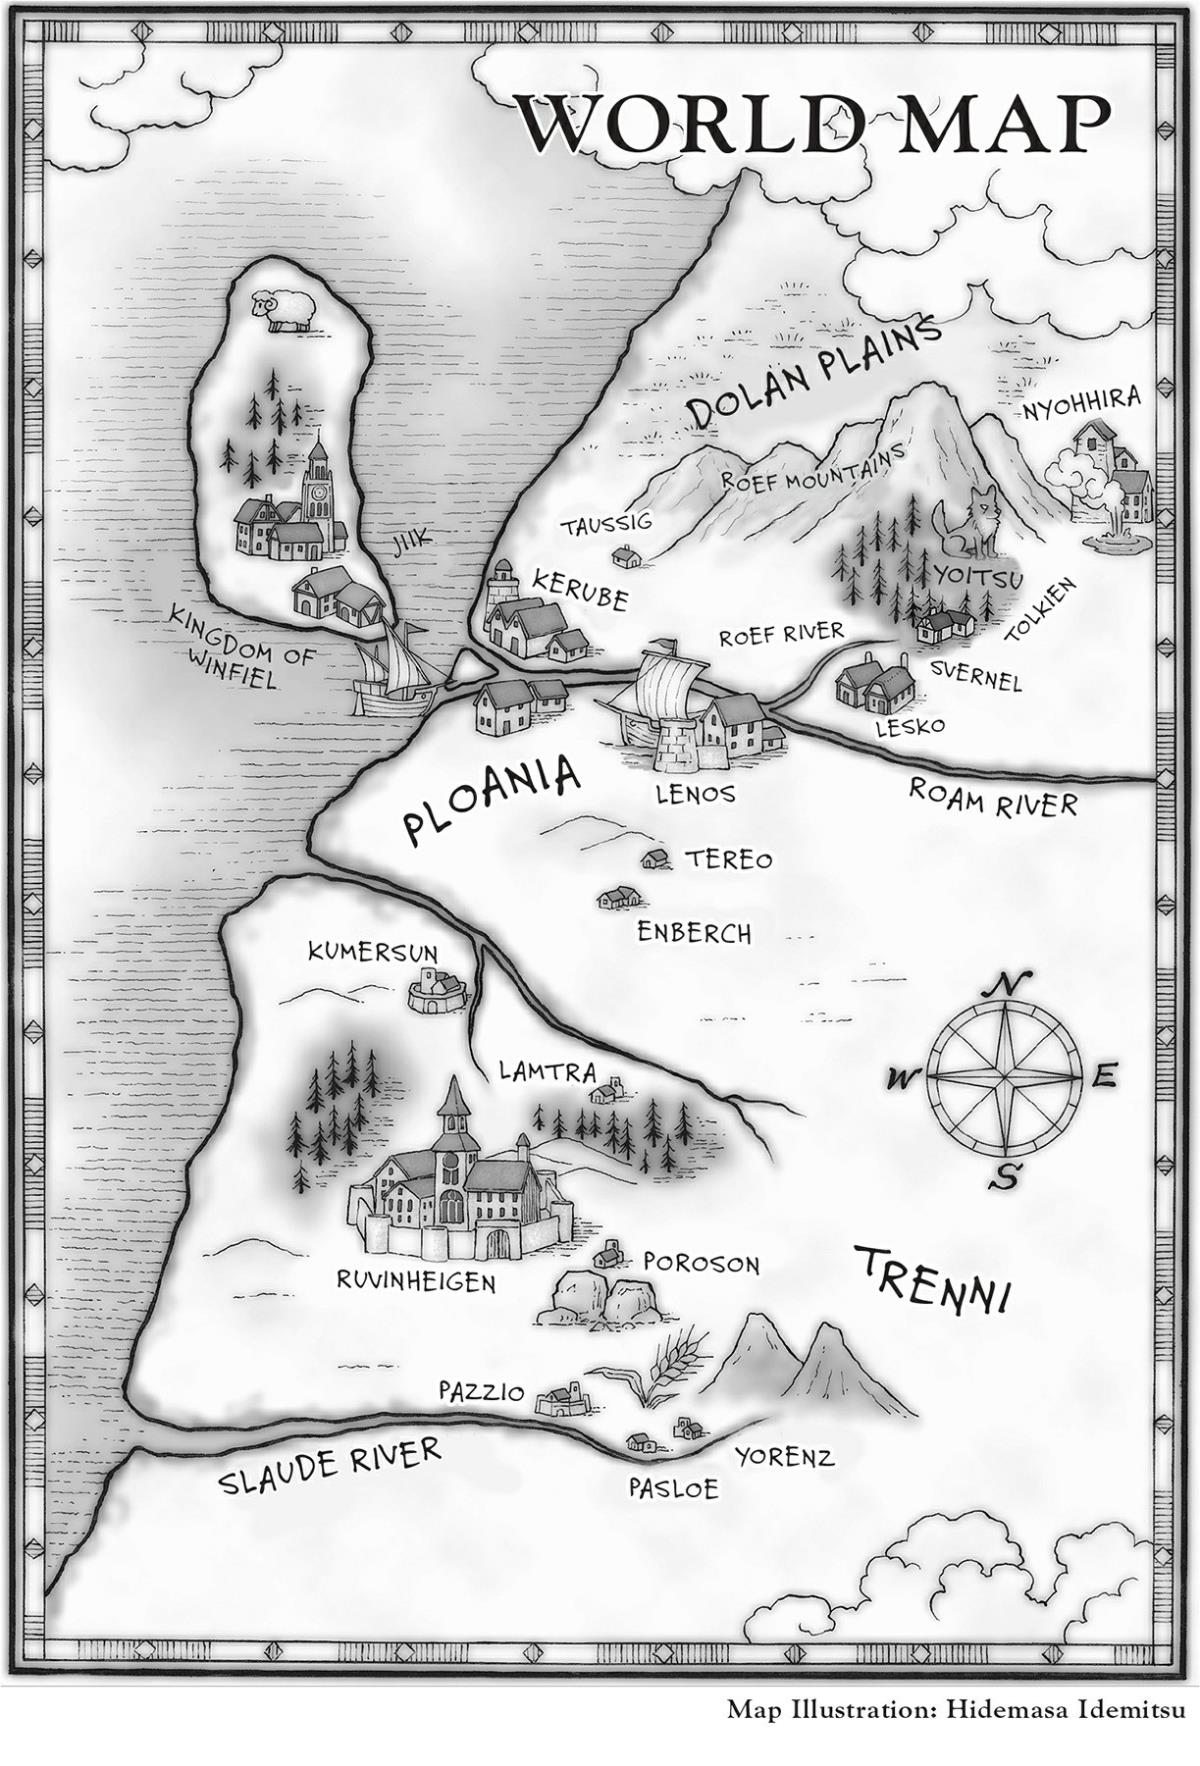 WORLD MAP
DOLAN PLAINS
NYOHHIRA
ROEF MOUNTAINS
TAUSSIG
JIIK
KERUBE
YOITSU
TOLKIEN
KINGDOM OF
WINFIEL
ROEF RIVER
SVERNEL
LESKO
PLOANIA
LENOS
ROAM RIVER
TEREO
ENBERCH
KUMERSUN
N
W
E
S
LAMTRA
RUVINHEIGEN
POROSON
TRENNI
PAZZIO
SLAUDE RIVER
YORENZ
PASLOE
Map Illustration: Hidemasa Idemitsu